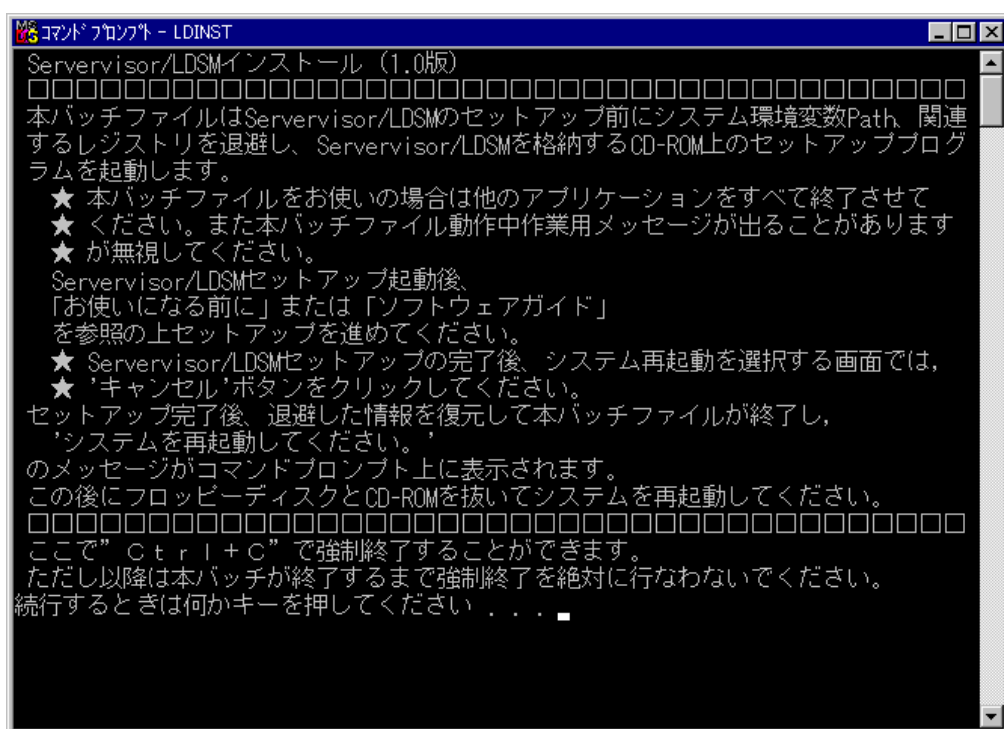 コマンド プロンプト - LDINST
Servervisor/LDSMインストール (1.0版)
□□□□□□□□□□□□□□□□□□□□□□□□□□□□□□□□□□□□□□□
本バッチファイルはServervisor/LDSMのセットアップ前にシステム環境変数Path、関連
するレジストリを退避し、Servervisor/LDSMを格納するCD-ROM上のセットアッププログ
ラムを起動します。
★ 本バッチファイルをお使いの場合は他のアプリケーションをすべて終了させて
★ ください。また本バッチファイル動作中作業用メッセージが出ることがあります
★ が無視してください。
Servervisor/LDSMセットアップ起動後、
「お使いになる前に」または「ソフトウェアガイド」
を参照の上セットアップを進めてください。
★ Servervisor/LDSMセットアップの完了後、システム再起動を選択する画面では,
★ 'キャンセル'ボタンをクリックしてください。
セットアップ完了後、退避した情報を復元して本バッチファイルが終了し,
'システムを再起動してください。'
のメッセージがコマンドプロンプト上に表示されます。
この後にフロッピーディスクとCD-ROMを抜いてシステムを再起動してください。
□□□□□□□□□□□□□□□□□□□□□□□□□□□□□□□□□□□□□□□
ここで”Ctrl+C”で強制終了することができます。
ただし以降は本バッチが終了するまで強制終了を絶対に行なわないでください。
続行するときは何かキーを押してください . . .